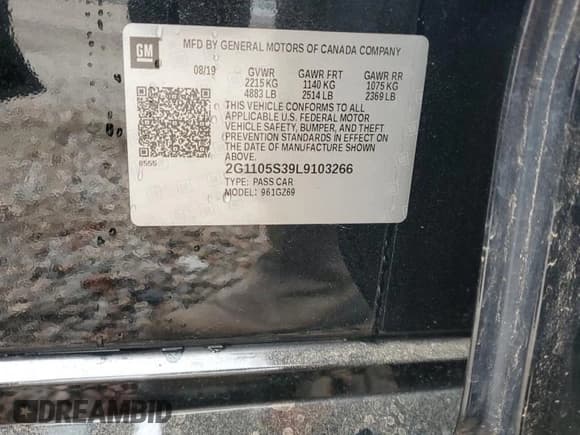 GM
MFD BY GENERAL MOTORS OF CANADA COMPANY
08/19 GVWR GAWR FRT GAWR RR
2215 KG 1140 KG 1075 KG
4883 LB 2514 LB 2369 LB
THIS VEHICLE CONFORMS TO ALL
APPLICABLE U.S. FEDERAL MOTOR
VEHICLE SAFETY, BUMPER, AND THEFT
PREVENTION STANDARDS IN EFFECT ON
THE DATE OF MANUFACTURE SHOWN
ABOVE.
2G1105S39L9103266
TYPE: PASS CAR
MODEL: 961GZ69
DREAMBID